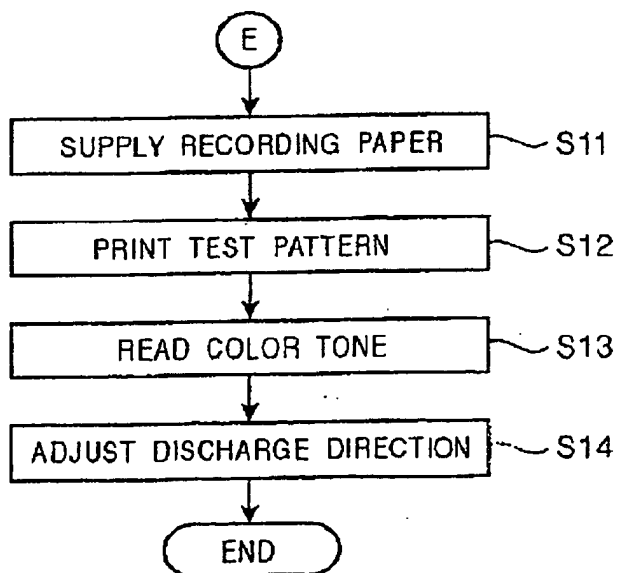 E
SUPPLY RECORDING PAPER S11
PRINT TEST PATTERN S12
READ COLOR TONE S13
ADJUST DISCHARGE DIRECTION S14
END